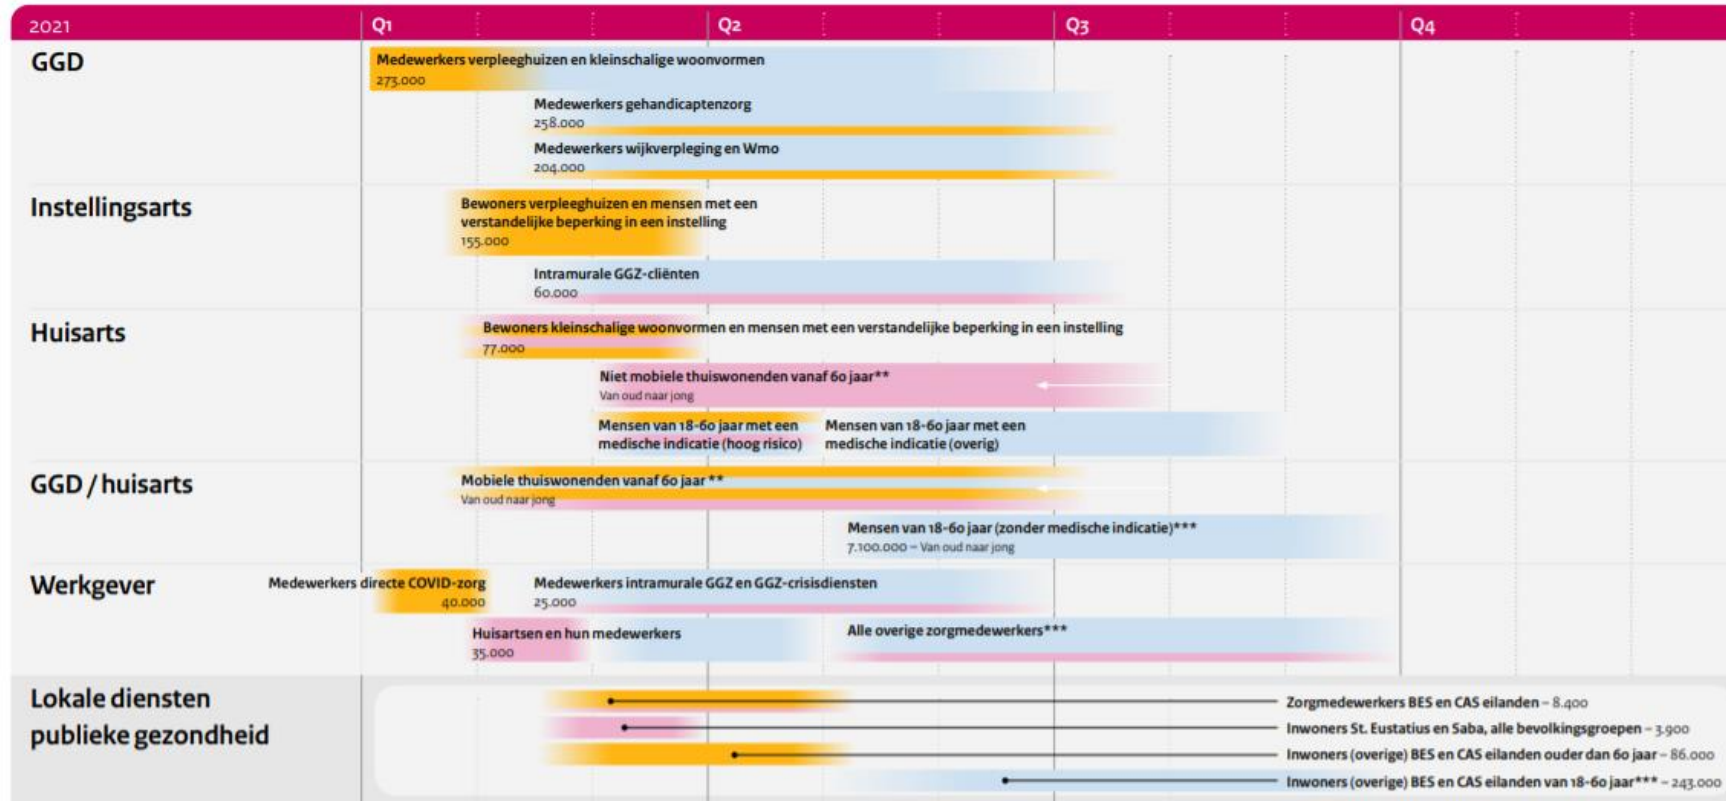 2021 Q1 Q2 Q3 Q4
GGD
Medewerkers verpleeghuizen en kleinschalige woonvormen
273.000
Medewerkers gehandicaptenzorg
258.000
Medewerkers wijkverpleging en Wmo
204.000
Instellingsarts
Bewoners verpleeghuizen en mensen met een
verstandelijke beperking in een instelling
155.000
Intramurale GGZ-cliënten
60.000
Huisarts
Bewoners kleinschalige woonvormen en mensen met een verstandelijke beperking in een instelling
77.000
Niet mobiele thuiswonenden vanaf 60 jaar**
Van oud naar jong
Mensen van 18-60 jaar met een
medische indicatie (hoog risico)
Mensen van 18-60 jaar met een
medische indicatie (overig)
GGD / huisarts
Mobiele thuiswonenden vanaf 60 jaar **
Van oud naar jong
Mensen van 18-60 jaar (zonder medische indicatie)***
7.100.000 – Van oud naar jong
Werkgever
Medewerkers directe COVID-zorg
40.000
Medewerkers intramurale GGZ en GGZ-crisisdiensten
25.000
Huisartsen en hun medewerkers
35.000
Alle overige zorgmedewerkers***
Lokale diensten
publieke gezondheid
Zorgmedewerkers BES en CAS eilanden – 8.400
Inwoners St. Eustatius en Saba, alle bevolkingsgroepen – 3.900
Inwoners (overige) BES en CAS eilanden ouder dan 60 jaar – 86.000
Inwoners (overige) BES en CAS eilanden van 18-60 jaar*** – 243.000